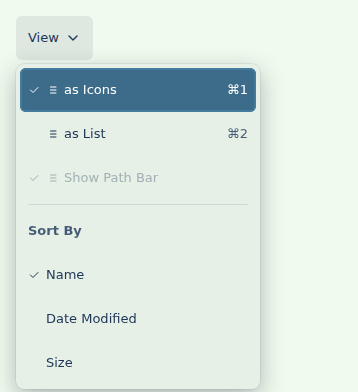 View
as Icons ⌘1
as List ⌘2
Show Path Bar
Sort By
Name
Date Modified
Size